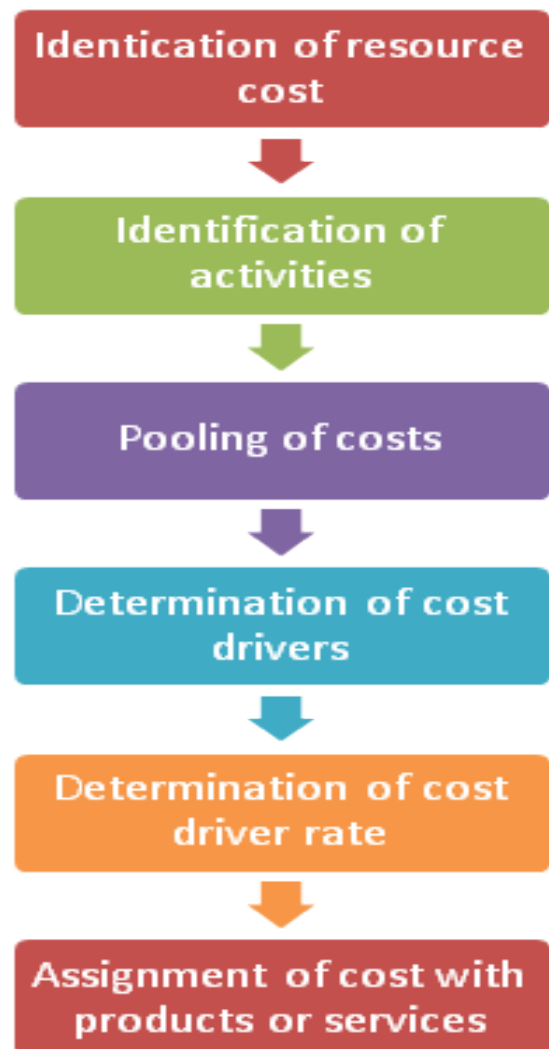 Identication of resource
cost
Identification of
activities
Pooling of costs
Determination of cost
drivers
Determination of cost
driver rate
Assignment of cost with
products or services